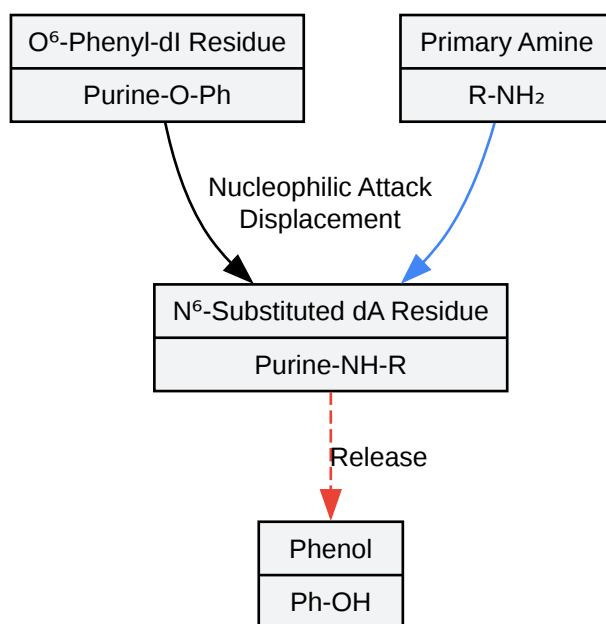 O⁶-Phenyl-dI Residue
Purine-O-Ph
Primary Amine
R-NH₂
Nucleophilic Attack
Displacement
N⁶-Substituted dA Residue
Purine-NH-R
Release
Phenol
Ph-OH